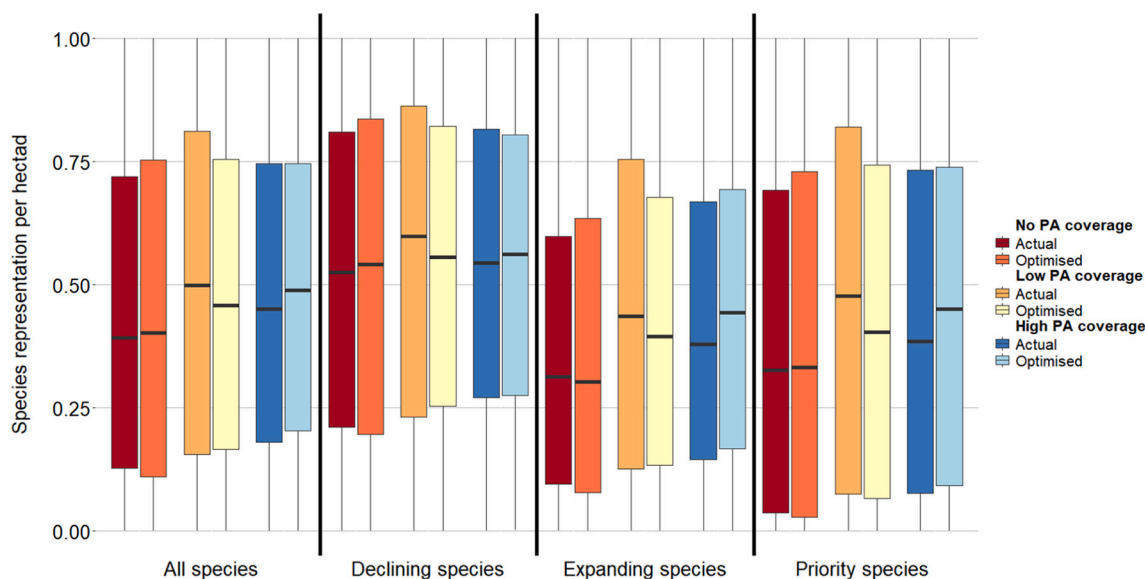 Species representation per hectad
1.00
0.75
0.50
0.25
0.00
All species
Declining species
Expanding species
Priority species
No PA coverage
Actual
Optimised
Low PA coverage
Actual
Optimised
High PA coverage
Actual
Optimised